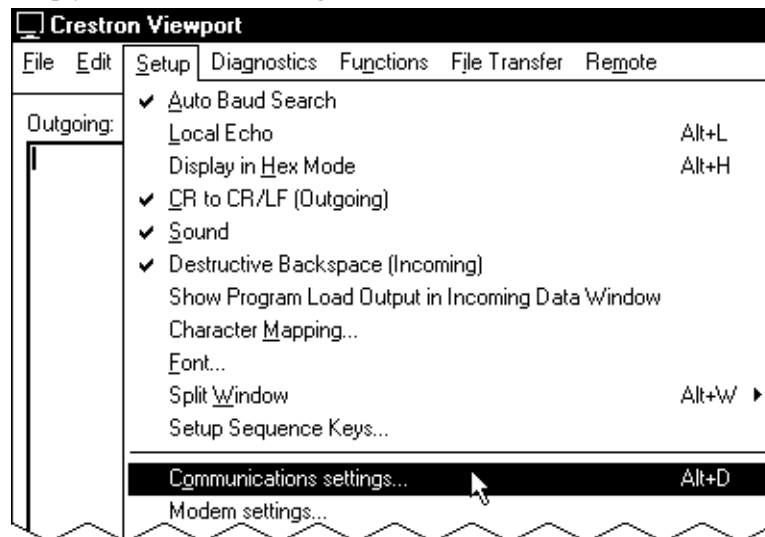 Crestron Viewport
File Edit Setup Diagnostics Functions File Transfer Remote
Outgoing:
Auto Baud Search
Local Echo Alt+L
Display in Hex Mode Alt+H
CR to CR/LF (Outgoing)
Sound
Destructive Backspace (Incoming)
Show Program Load Output in Incoming Data Window
Character Mapping...
Font...
Split Window Alt+W
Setup Sequence Keys...
Communications settings... Alt+D
Modem settings...